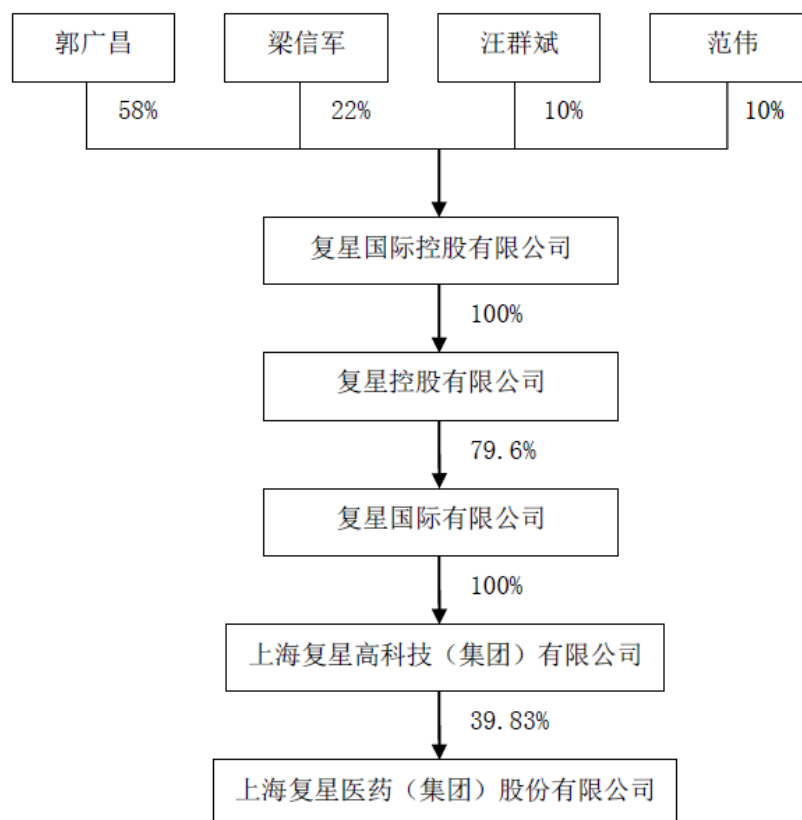 郭广昌 梁信军 汪群斌 范伟
58% 22% 10% 10%
复星国际控股有限公司
100%
复星控股有限公司
79.6%
复星国际有限公司
100%
上海复星高科技（集团）有限公司
39.83%
上海复星医药（集团）股份有限公司